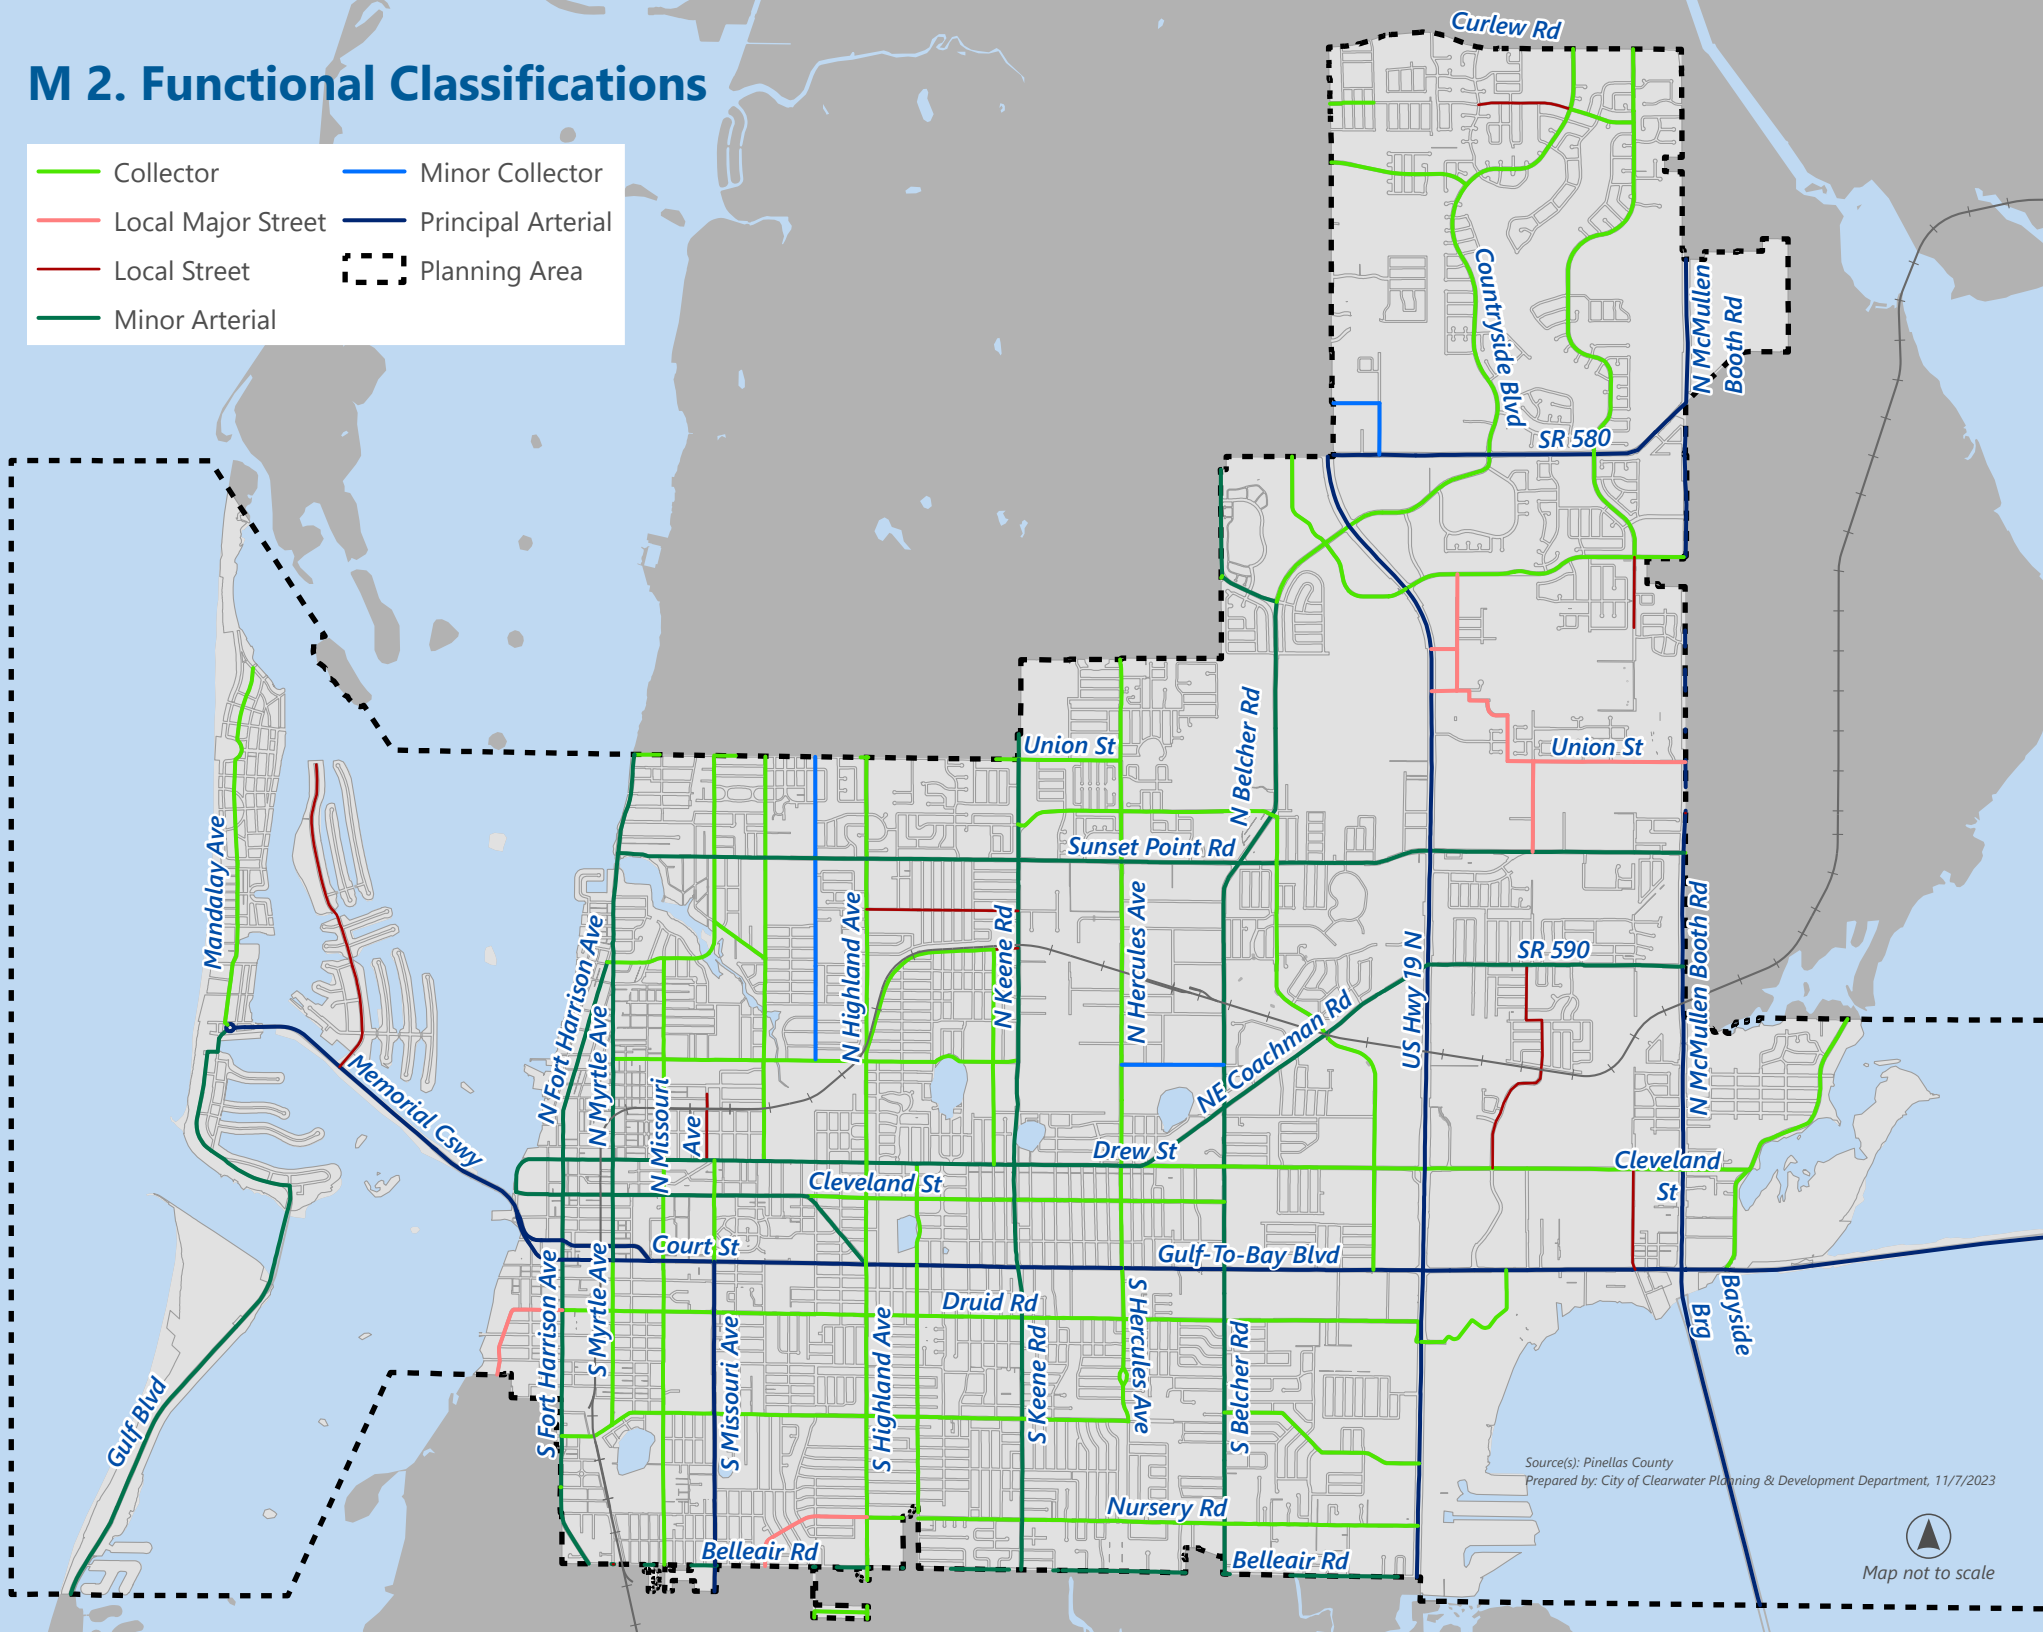 M 2. Functional Classifications
Collector
Minor Collector
Local Major Street
Principal Arterial
Local Street
Planning Area
Minor Arterial
Curlew Rd
Countryside Blvd
N McMullen
Booth Rd
SR 580
Union St
Union St
N Belcher Rd
Sunset Point Rd
Mandalay Ave
N Fort Harrison Ave
N Myrtle Ave
N Highland Ave
N Keene Rd
N Hercules Ave
US Hwy 19 N
SR 590
N McMullen Booth Rd
NE Coachman Rd
Memorial Cswy
N Missouri
Ave
Drew St
Cleveland St
Cleveland
St
Court St
Gulf-To-Bay Blvd
Druid Rd
S Fort Harrison Ave
S Myrtle Ave
S Missouri Ave
S Highland Ave
S Keene Rd
S Hercules Ave
S Belcher Rd
Bayside
Brg
Gulf Blvd
Nursery Rd
Belleair Rd
Belleair Rd
Source(s): Pinellas County
Prepared by: City of Clearwater Planning & Development Department, 11/7/2023
Map not to scale